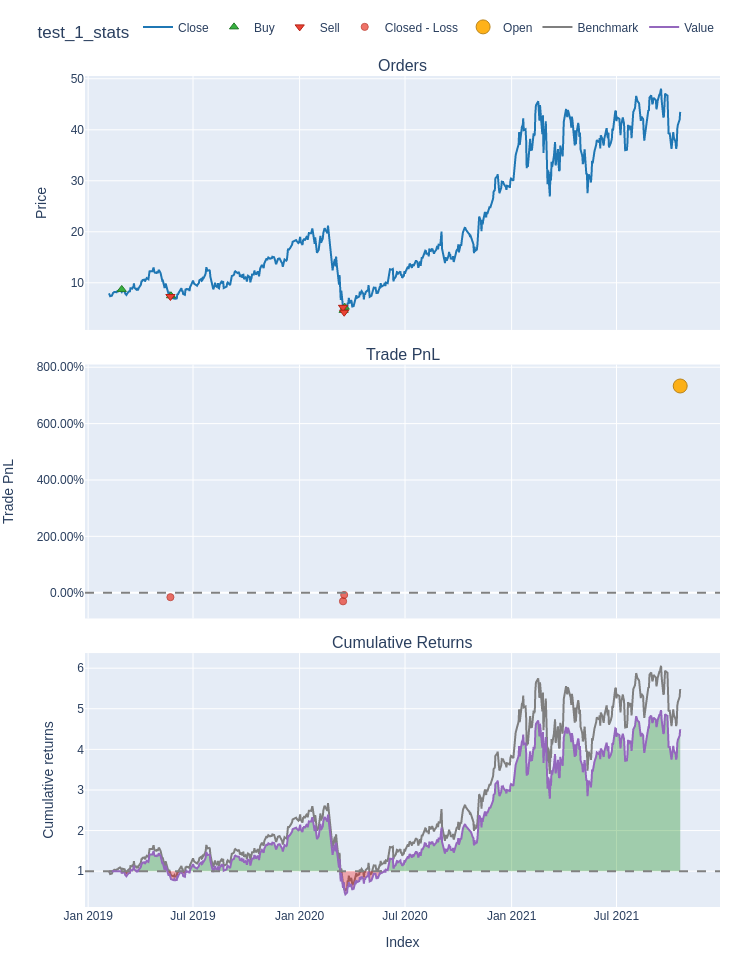 test_1_stats
Close Buy Sell Closed - Loss Open Benchmark Value
Orders
50
40
30
20
10
Price
Trade PnL
800.00%
600.00%
400.00%
200.00%
0.00%
Trade PnL
Cumulative Returns
6
5
4
3
2
1
Cumulative returns
Jan 2019 Jul 2019 Jan 2020 Jul 2020 Jan 2021 Jul 2021
Index